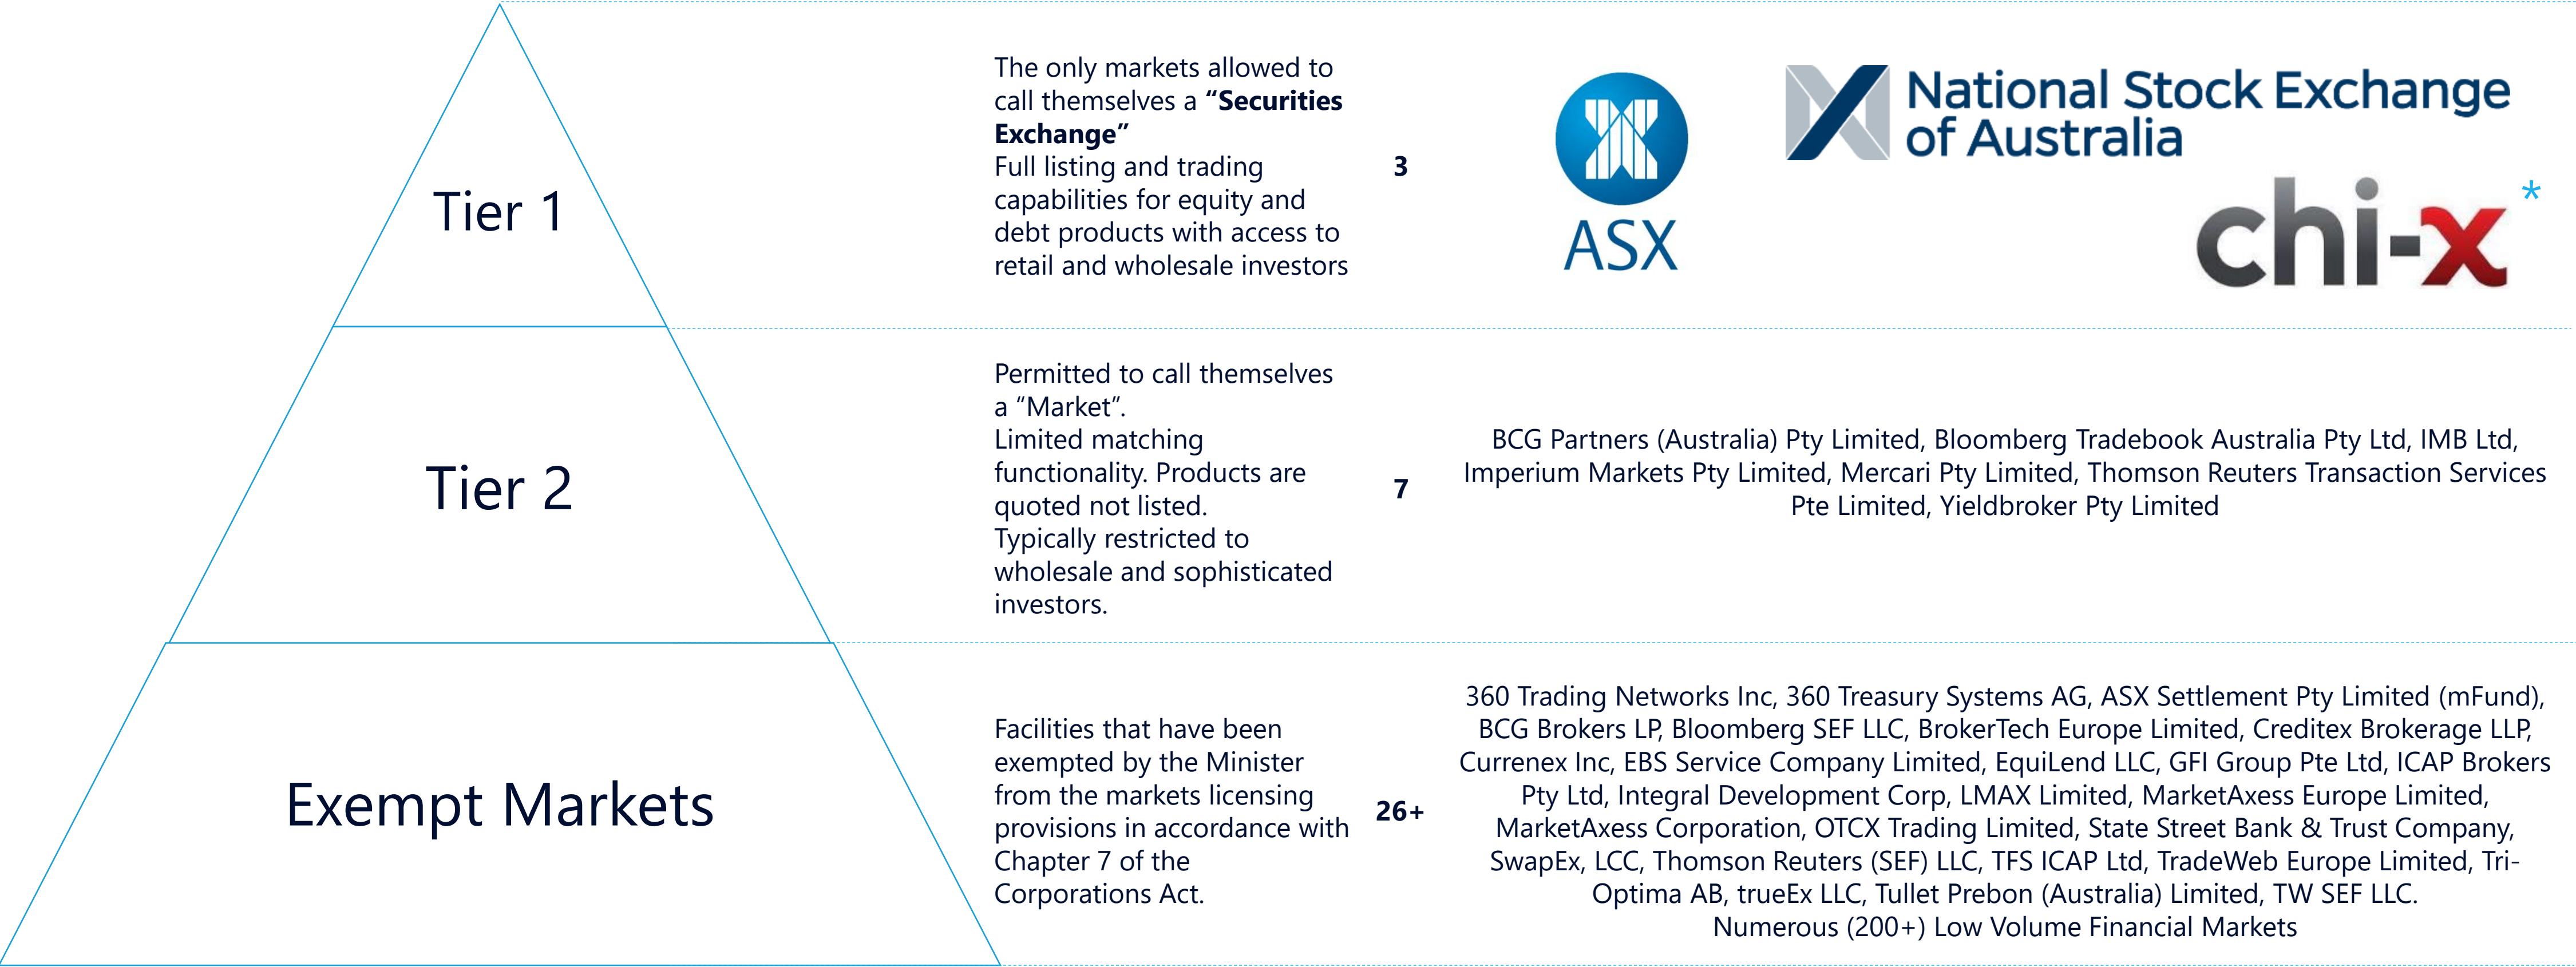 Tier 1
The only markets allowed to
call themselves a “Securities
Exchange”
Full listing and trading
capabilities for equity and
debt products with access to
retail and wholesale investors
3
ASX
National Stock Exchange
of Australia
chi-x
*
Tier 2
Permitted to call themselves
a “Market”.
Limited matching
functionality. Products are
quoted not listed.
Typically restricted to
wholesale and sophisticated
investors.
7
BCG Partners (Australia) Pty Limited, Bloomberg Tradebook Australia Pty Ltd, IMB Ltd,
Imperium Markets Pty Limited, Mercari Pty Limited, Thomson Reuters Transaction Services
Pte Limited, Yieldbroker Pty Limited
Exempt Markets
Facilities that have been
exempted by the Minister
from the markets licensing
provisions in accordance with
Chapter 7 of the
Corporations Act.
26+
360 Trading Networks Inc, 360 Treasury Systems AG, ASX Settlement Pty Limited (mFund),
BCG Brokers LP, Bloomberg SEF LLC, BrokerTech Europe Limited, Creditex Brokerage LLP,
Currenex Inc, EBS Service Company Limited, EquiLend LLC, GFI Group Pte Ltd, ICAP Brokers
Pty Ltd, Integral Development Corp, LMAX Limited, MarketAxess Europe Limited,
MarketAxess Corporation, OTCX Trading Limited, State Street Bank & Trust Company,
SwapEx, LCC, Thomson Reuters (SEF) LLC, TFS ICAP Ltd, TradeWeb Europe Limited, Tri-
Optima AB, trueEx LLC, Tullet Prebon (Australia) Limited, TW SEF LLC.
Numerous (200+) Low Volume Financial Markets